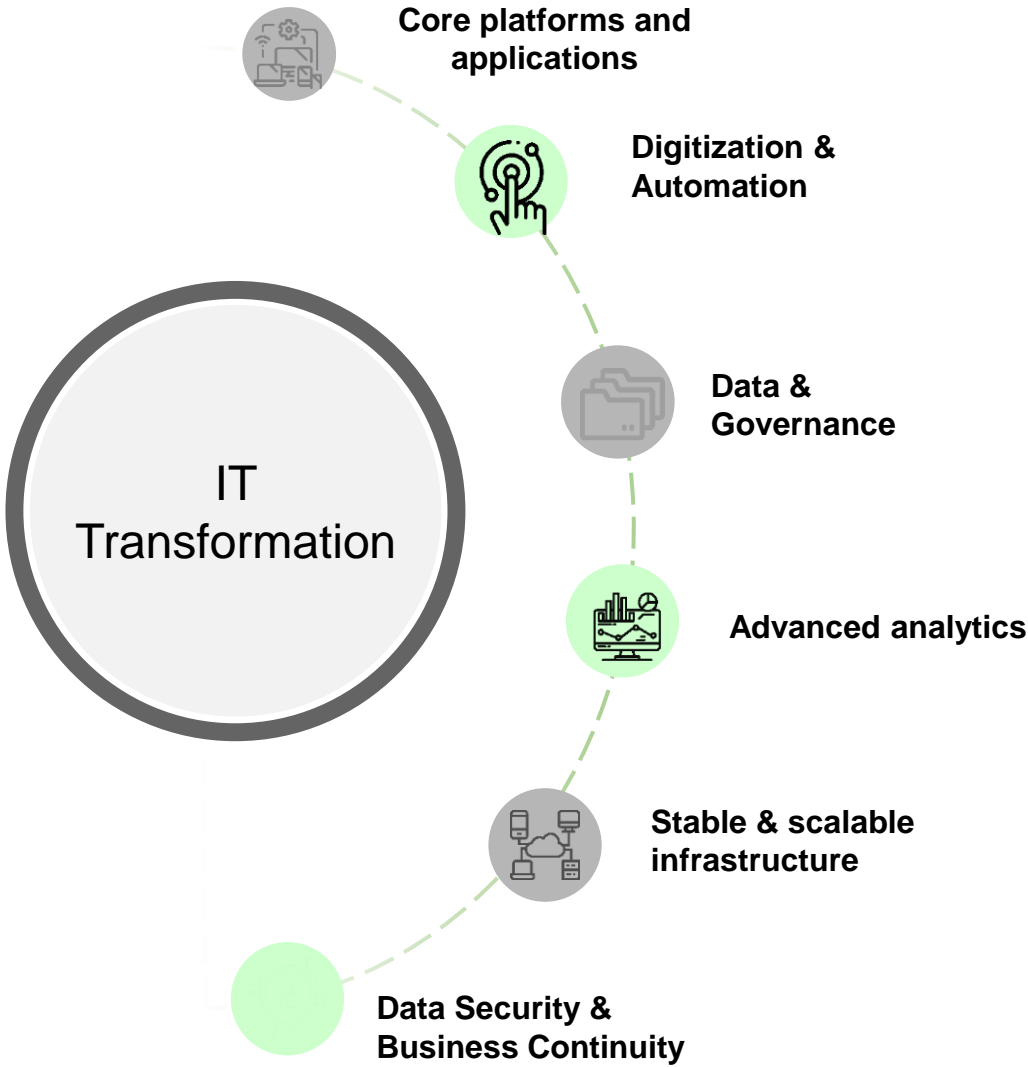 Core platforms and
applications
Digitization &
Automation
Data &
Governance
IT
Transformation
Advanced analytics
Stable & scalable
infrastructure
Data Security &
Business Continuity